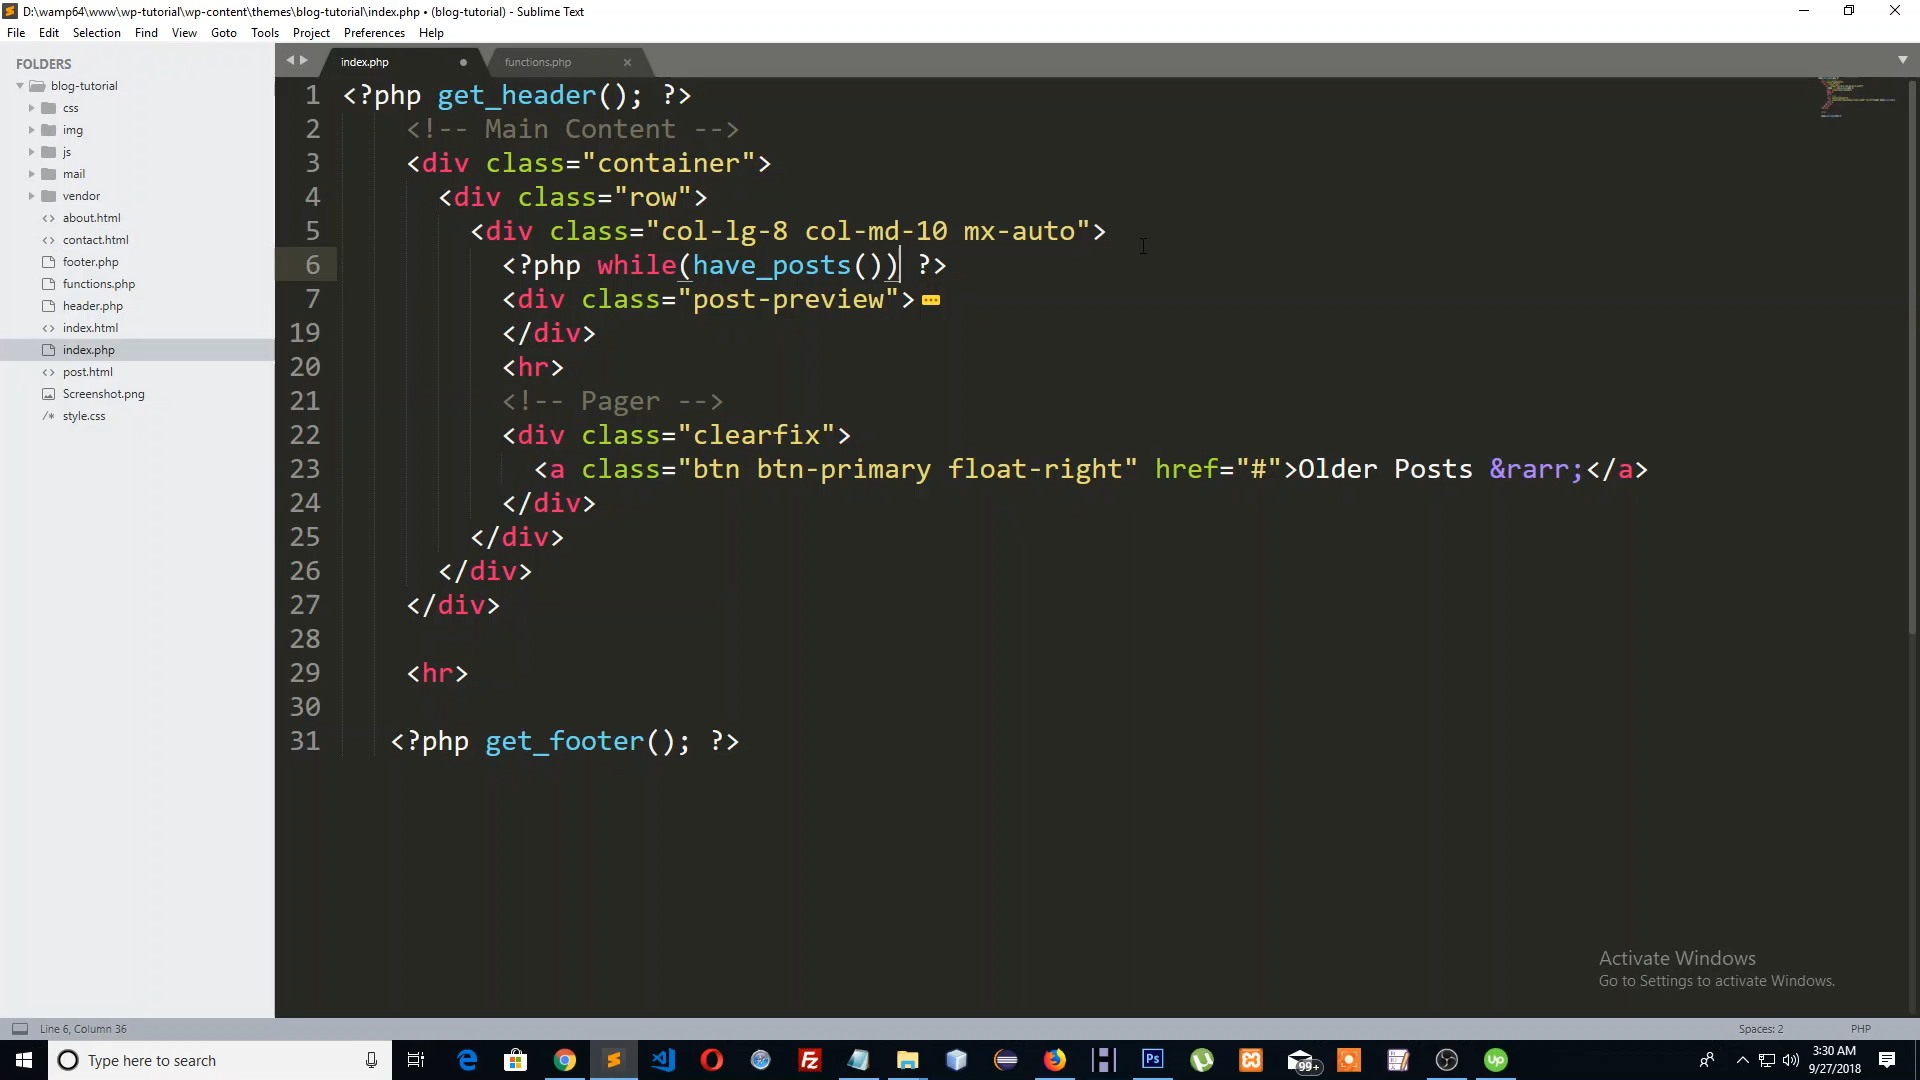 D:\wamp64\www\wp-tutorial\wp-content\themes\blog-tutorial\index.php • (blog-tutorial) - Sublime Text
File Edit Selection Find View Goto Tools Project Preferences Help
FOLDERS
blog-tutorial
css
img
js
mail
vendor
<> about.html
<> contact.html
footer.php
functions.php
header.php
<> index.html
index.php
<> post.html
Screenshot.png
/* style.css
index.php functions.php
1 <?php get_header(); ?>
2 <!-- Main Content -->
3 <div class="container">
4 <div class="row">
5 <div class="col-lg-8 col-md-10 mx-auto">
6 <?php while(have_posts()) ?>
7 <div class="post-preview">
19 </div>
20 <hr>
21 <!-- Pager -->
22 <div class="clearfix">
23 <a class="btn btn-primary float-right" href="#">Older Posts &rarr;</a>
24 </div>
25 </div>
26 </div>
27 </div>
28
29 <hr>
30
31 <?php get_footer(); ?>
Activate Windows
Go to Settings to activate Windows.
Line 6, Column 36 Spaces: 2 PHP
Type here to search
Fz
Ps
99+
Up
3:30 AM
9/27/2018